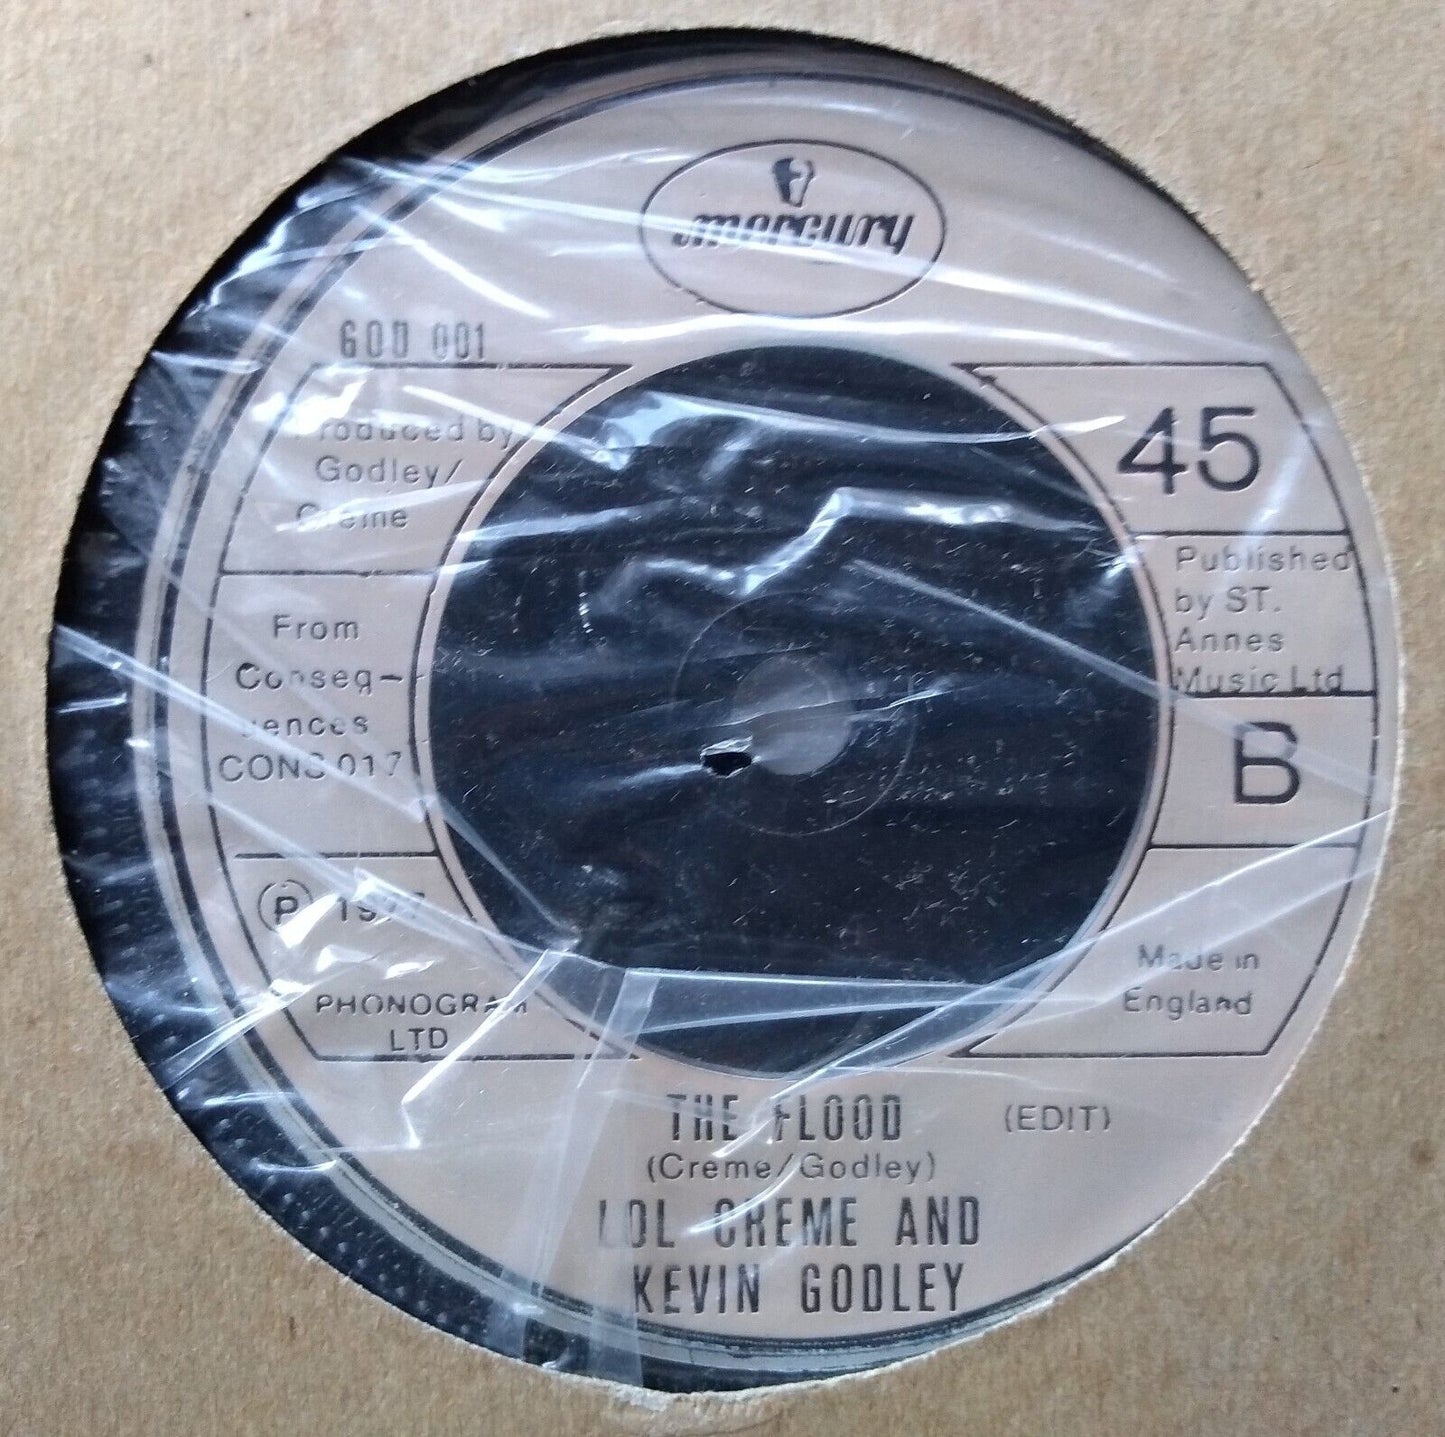 mercury
GOD 001
Produced by
Godley/
Creme
From
Conseq-
uences
CONS 017
Ⓟ 1977
PHONOGRAM
LTD
45
Published
by ST.
Annes
Music Ltd
B
Made in
England
THE FLOOD (EDIT)
(Creme/Godley)
LOL CREME AND
KEVIN GODLEY